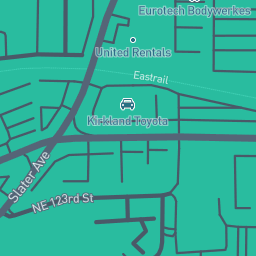 Eurotech Bodywerkes
United Rentals
Eastrail
Kirkland Toyota
Slater Ave
NE 123rd St